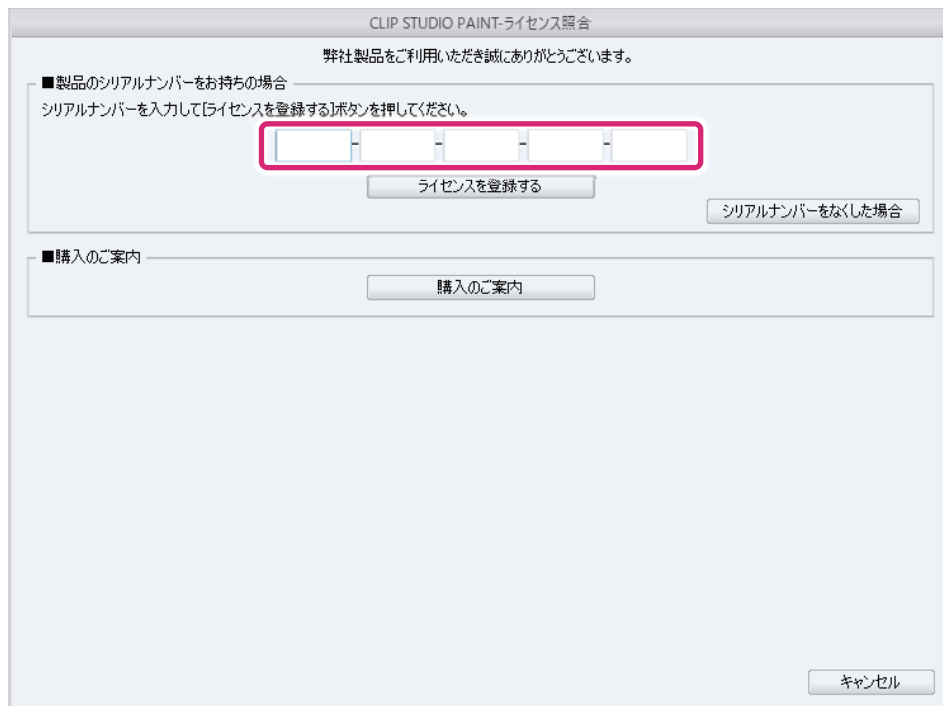 CLIP STUDIO PAINT-ライセンス照合
弊社製品をご利用いただき誠にありがとうございます。
■製品のシリアルナンバーをお持ちの場合
シリアルナンバーを入力して[ライセンスを登録する]ボタンを押してください。
- - - -
ライセンスを登録する
シリアルナンバーをなくした場合
■購入のご案内
購入のご案内
キャンセル